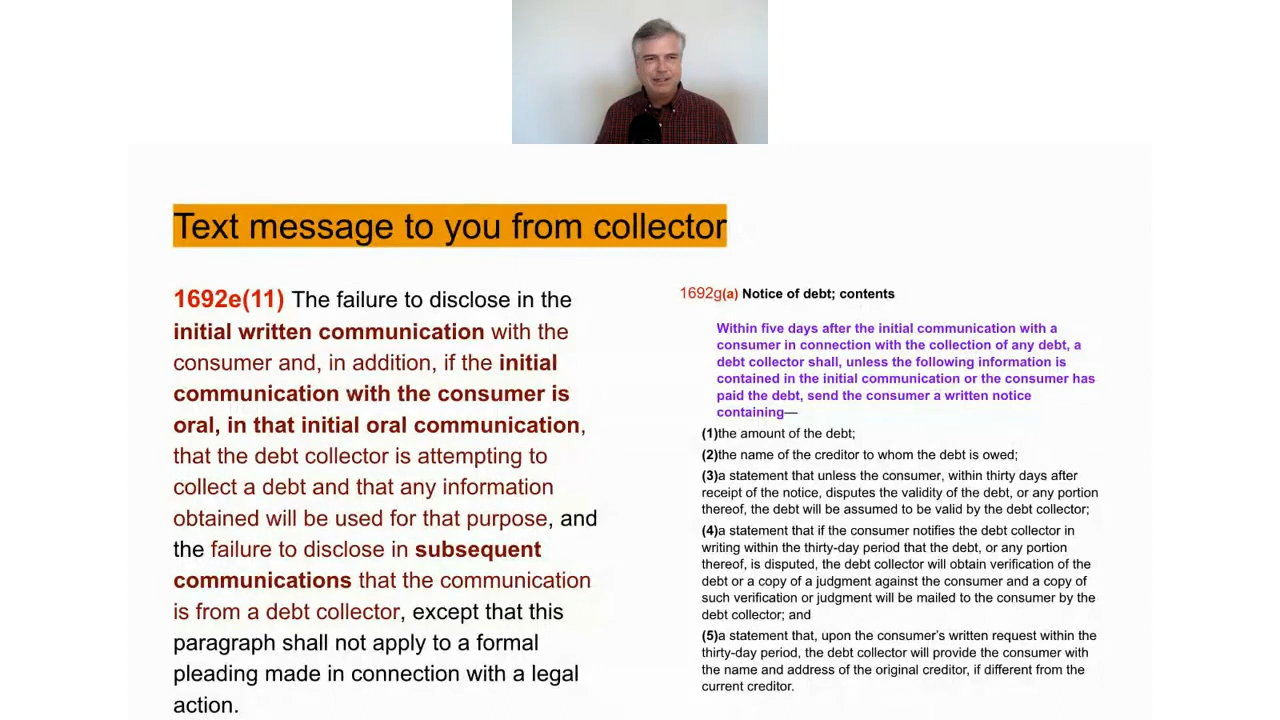 Text message to you from collector
1692e(11) The failure to disclose in the
initial written communication with the
consumer and, in addition, if the initial
communication with the consumer is
oral, in that initial oral communication,
that the debt collector is attempting to
collect a debt and that any information
obtained will be used for that purpose, and
the failure to disclose in subsequent
communications that the communication
is from a debt collector, except that this
paragraph shall not apply to a formal
pleading made in connection with a legal
action.
1692g(a) Notice of debt; contents
Within five days after the initial communication with a
consumer in connection with the collection of any debt, a
debt collector shall, unless the following information is
contained in the initial communication or the consumer has
paid the debt, send the consumer a written notice
containing—
(1)the amount of the debt;
(2)the name of the creditor to whom the debt is owed;
(3)a statement that unless the consumer, within thirty days after
receipt of the notice, disputes the validity of the debt, or any portion
thereof, the debt will be assumed to be valid by the debt collector;
(4)a statement that if the consumer notifies the debt collector in
writing within the thirty-day period that the debt, or any portion
thereof, is disputed, the debt collector will obtain verification of the
debt or a copy of a judgment against the consumer and a copy of
such verification or judgment will be mailed to the consumer by the
debt collector; and
(5)a statement that, upon the consumer's written request within the
thirty-day period, the debt collector will provide the consumer with
the name and address of the original creditor, if different from the
current creditor.